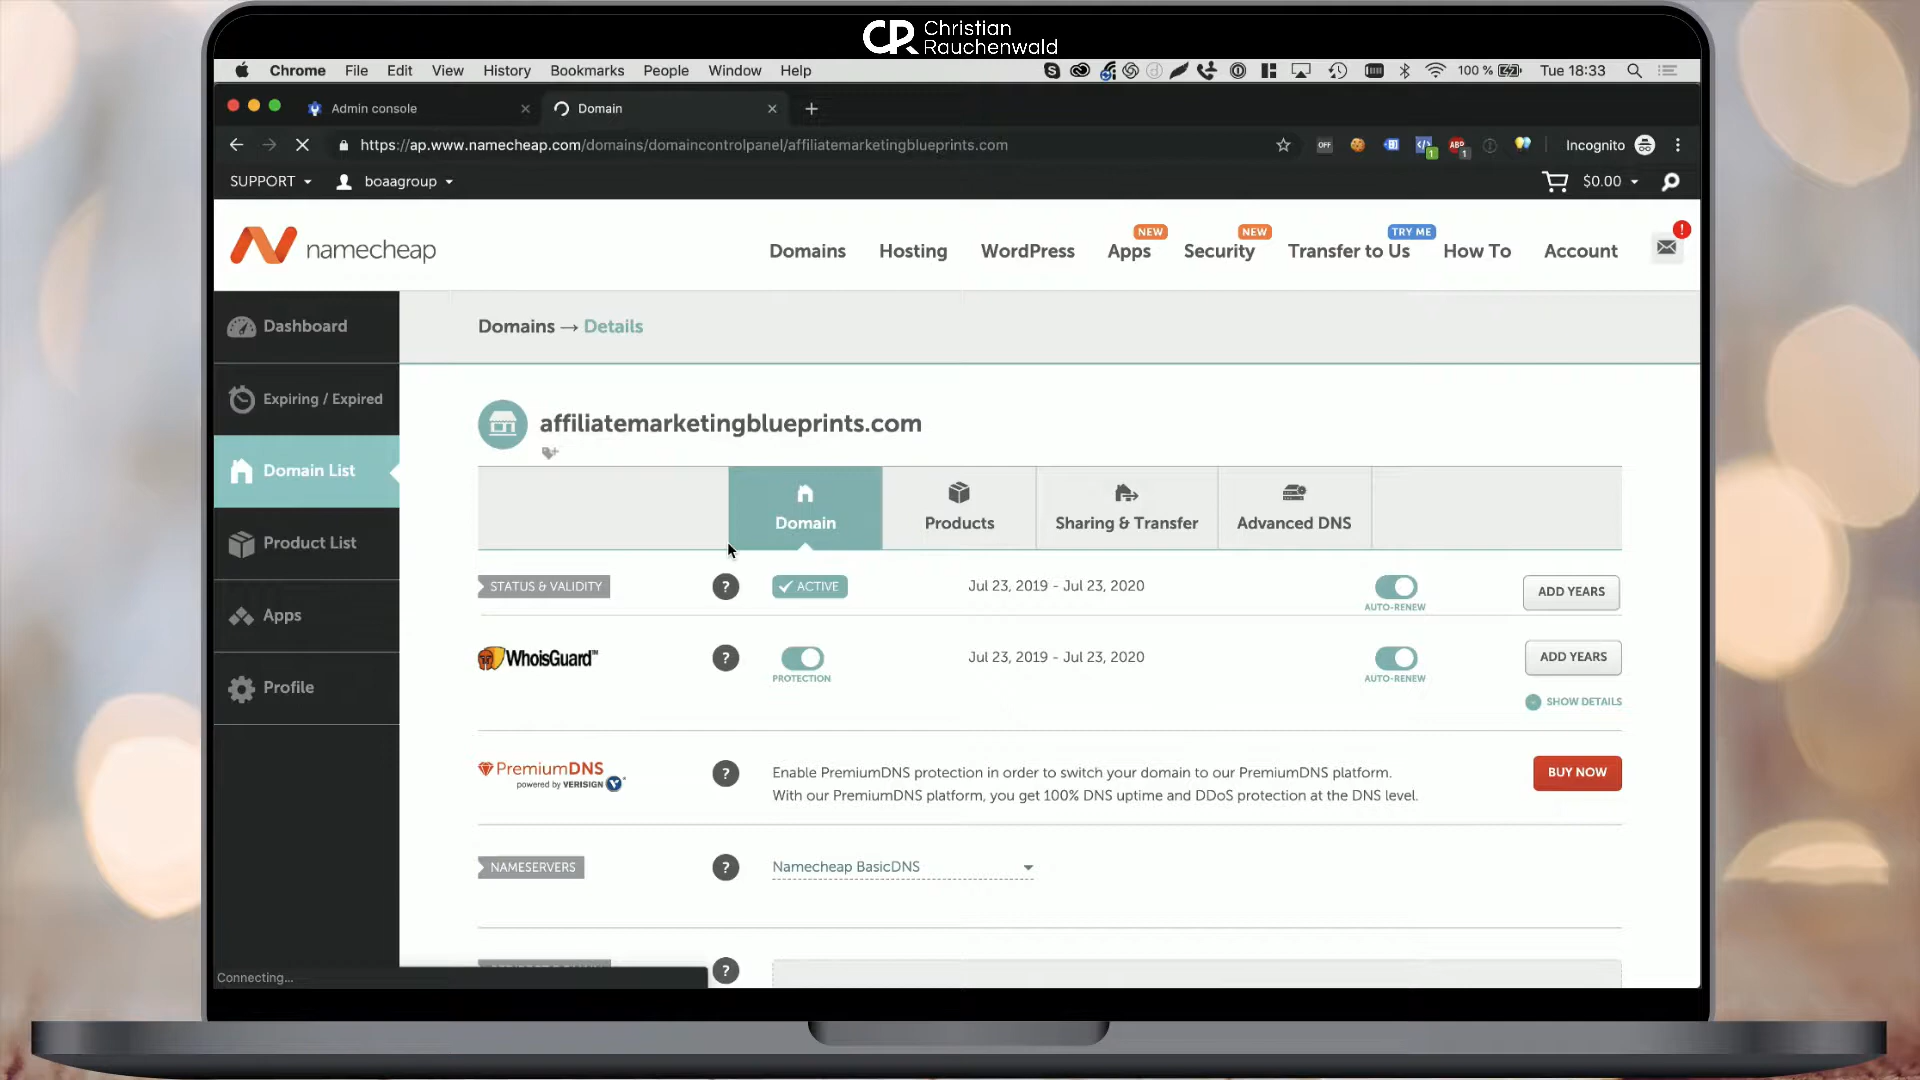 CR Christian
Rauchenwald
Chrome File Edit View History Bookmarks People Window Help 100 % Tue 18:33
Admin console Domain
https://ap.www.namecheap.com/domains/domaincontrolpanel/affiliatemarketingblueprints.com OFF 1 ABP 1 Incognito
SUPPORT boaagroup $0.00
NEW NEW TRY ME !
namecheap Domains Hosting WordPress Apps Security Transfer to Us How To Account
Dashboard
Domains → Details
Expiring / Expired
affiliatemarketingblueprints.com
Domain List
Domain Products Sharing & Transfer Advanced DNS
Product List
STATUS & VALIDITY ? ACTIVE Jul 23, 2019 - Jul 23, 2020 ADD YEARS
AUTO-RENEW
Apps
WhoisGuard™ ? Jul 23, 2019 - Jul 23, 2020 ADD YEARS
PROTECTION AUTO-RENEW
Profile
SHOW DETAILS
PremiumDNS ? Enable PremiumDNS protection in order to switch your domain to our PremiumDNS platform. BUY NOW
powered by VERISIGN
With our PremiumDNS platform, you get 100% DNS uptime and DDoS protection at the DNS level.
NAMESERVERS ? Namecheap BasicDNS
?
Connecting...